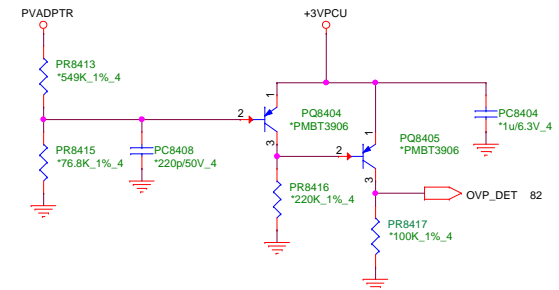 PVADPTR
+3VPCU
PR8413
*549K_1%_4
1
PQ8404
*PMBT3906
2
3
PC8404
*1u/6.3V_4
PR8415
*76.8K_1%_4
PC8408
*220p/50V_4
1
PQ8405
*PMBT3906
2
3
PR8416
*220K_1%_4
OVP_DET 82
PR8417
*100K_1%_4